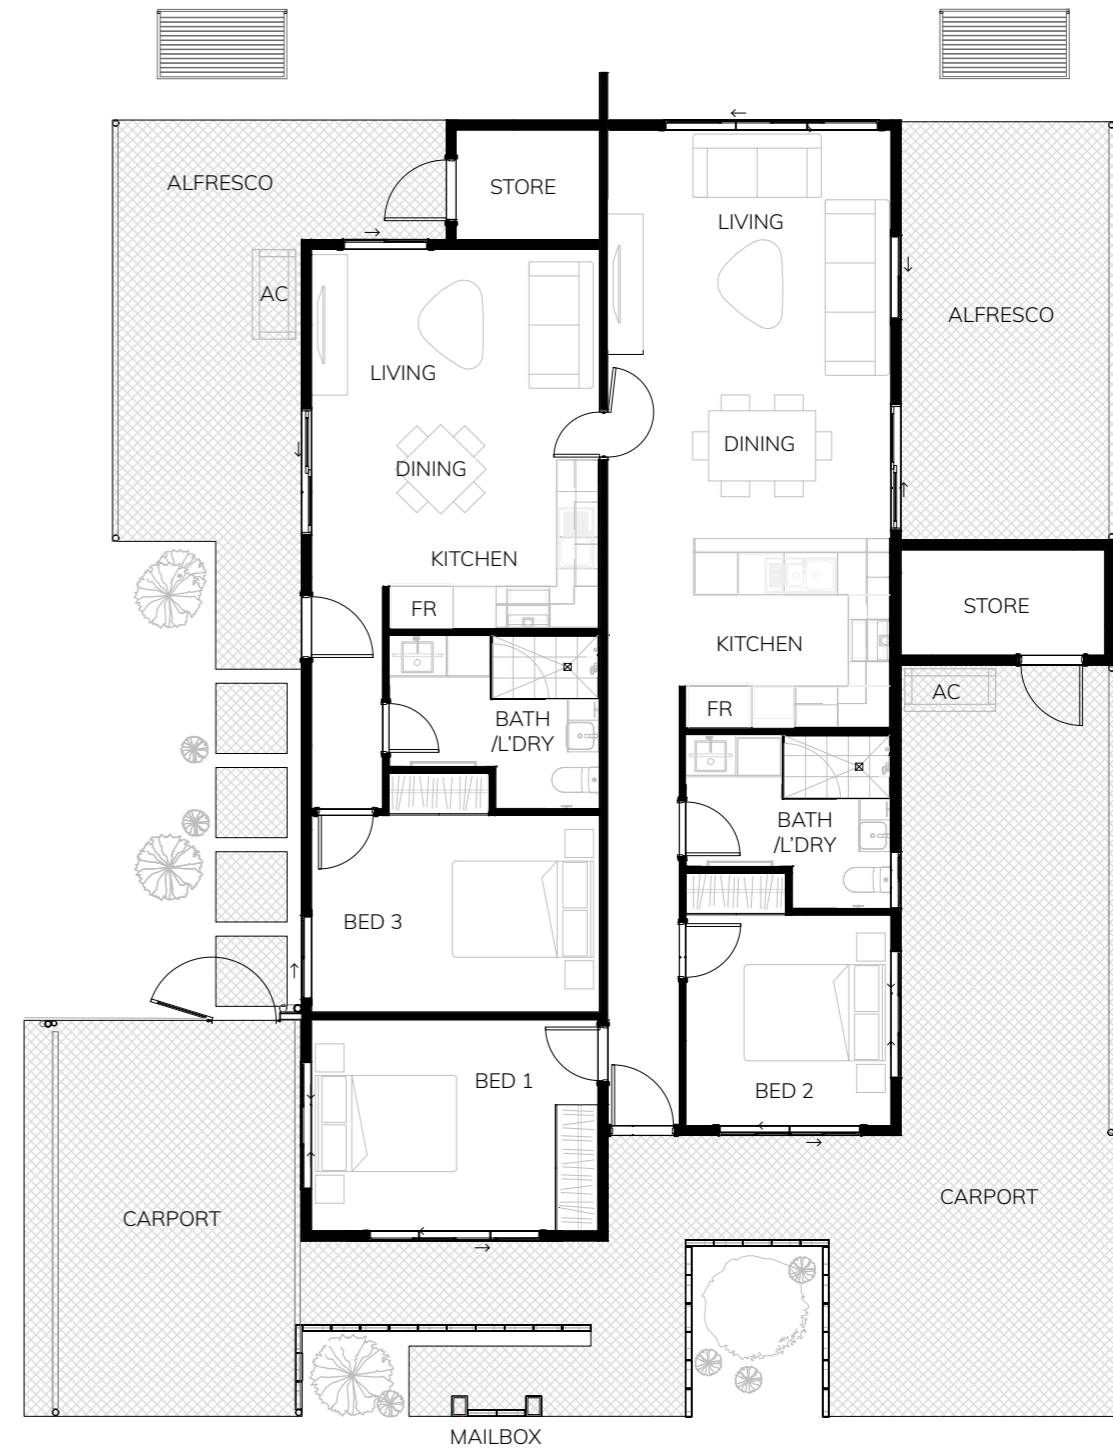 ALFRESCO
STORE
LIVING
AC
ALFRESCO
LIVING
DINING
DINING
KITCHEN
FR
STORE
KITCHEN
AC
FR
BATH
/L'DRY
BATH
/L'DRY
BED 3
BED 1
BED 2
CARPORT
CARPORT
MAILBOX